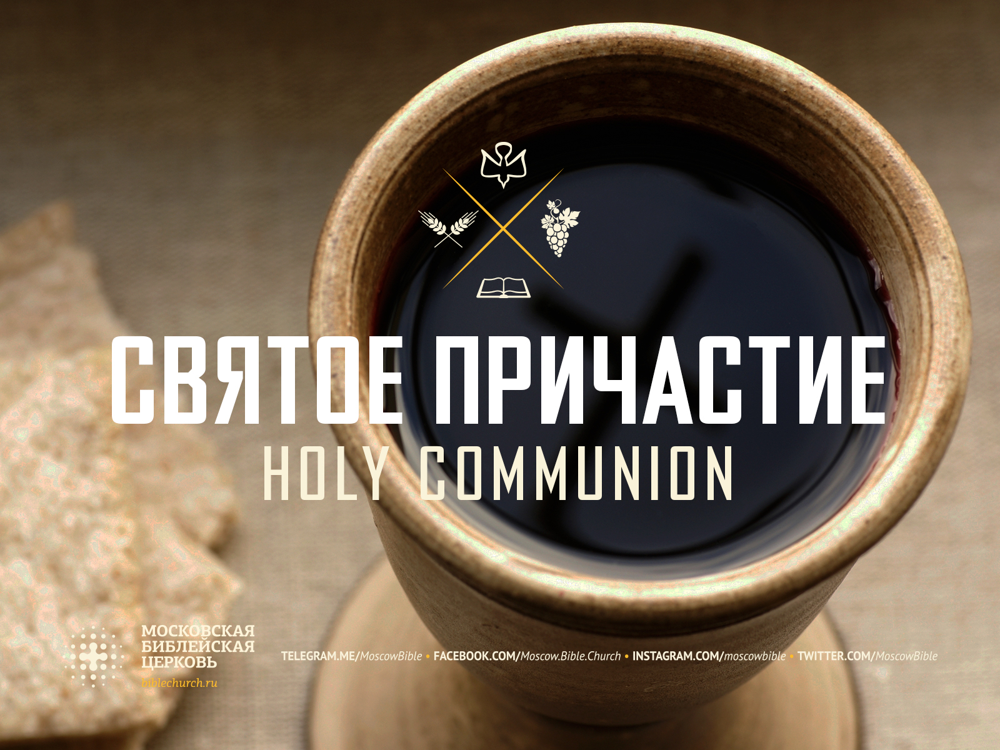 СВЯТОЕ ПРИЧАСТИЕ
HOLY COMMUNION
МОСКОВСКАЯ
БИБЛЕЙСКАЯ
ЦЕРКОВЬ
biblechurch.ru
TELEGRAM.ME/MoscowBible • FACEBOOK.COM/Moscow.Bible.Church • INSTAGRAM.COM/moscowbible • TWITTER.COM/MoscowBible